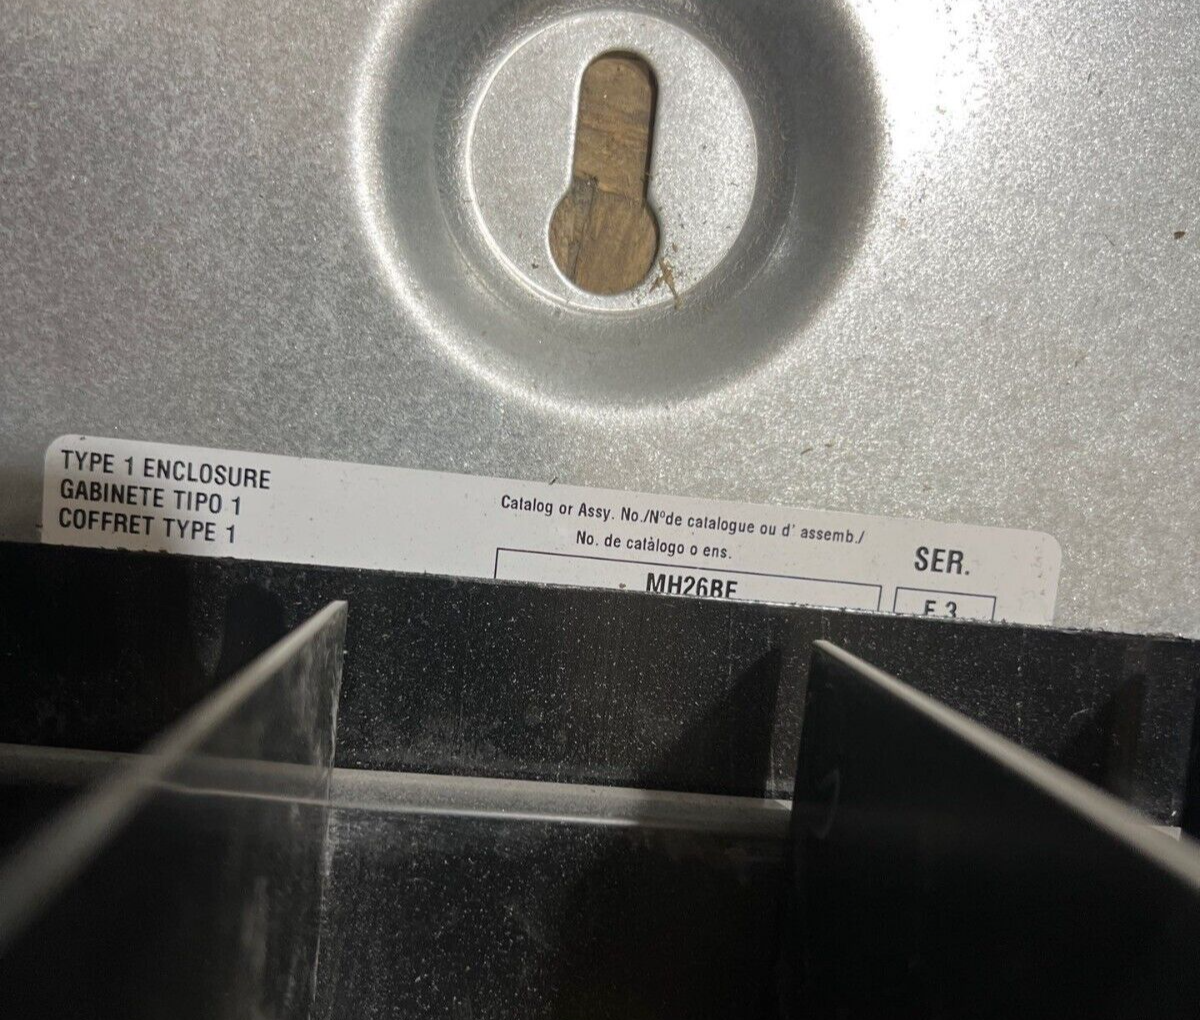 TYPE 1 ENCLOSURE
GABINETE TIPO 1
COFFRET TYPE 1
Catalog or Assy. No./Nºde catalogue ou d' assemb./
No. de catàlogo o ens.
SER.
MH26BE